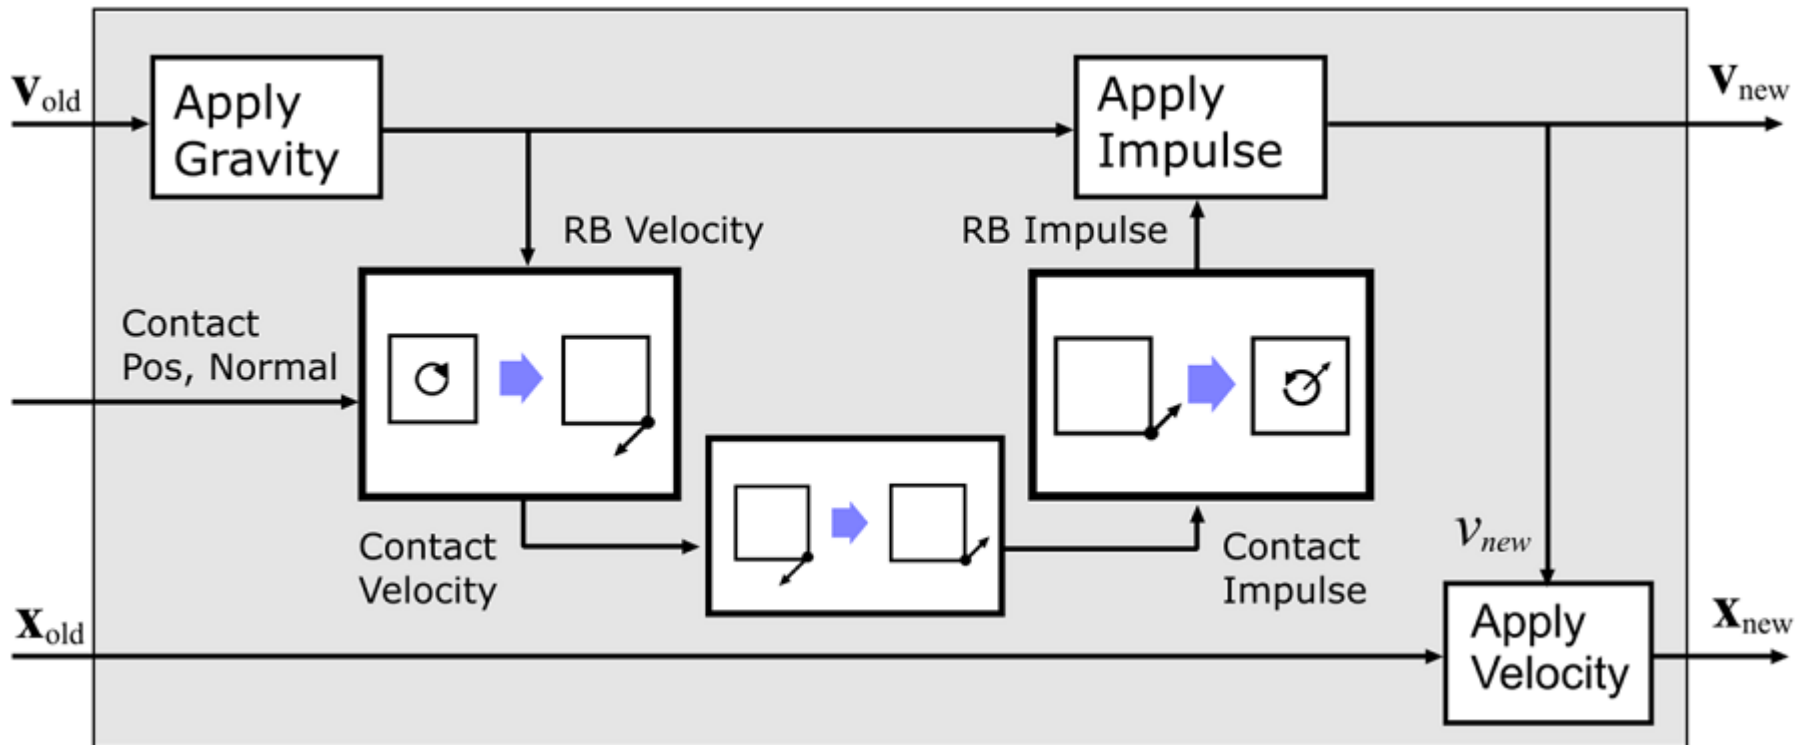 v_old
Apply
Gravity
Apply
Impulse
v_new
RB Velocity
RB Impulse
Contact
Pos, Normal
Contact
Velocity
Contact
Impulse
v_new
x_old
Apply
Velocity
x_new